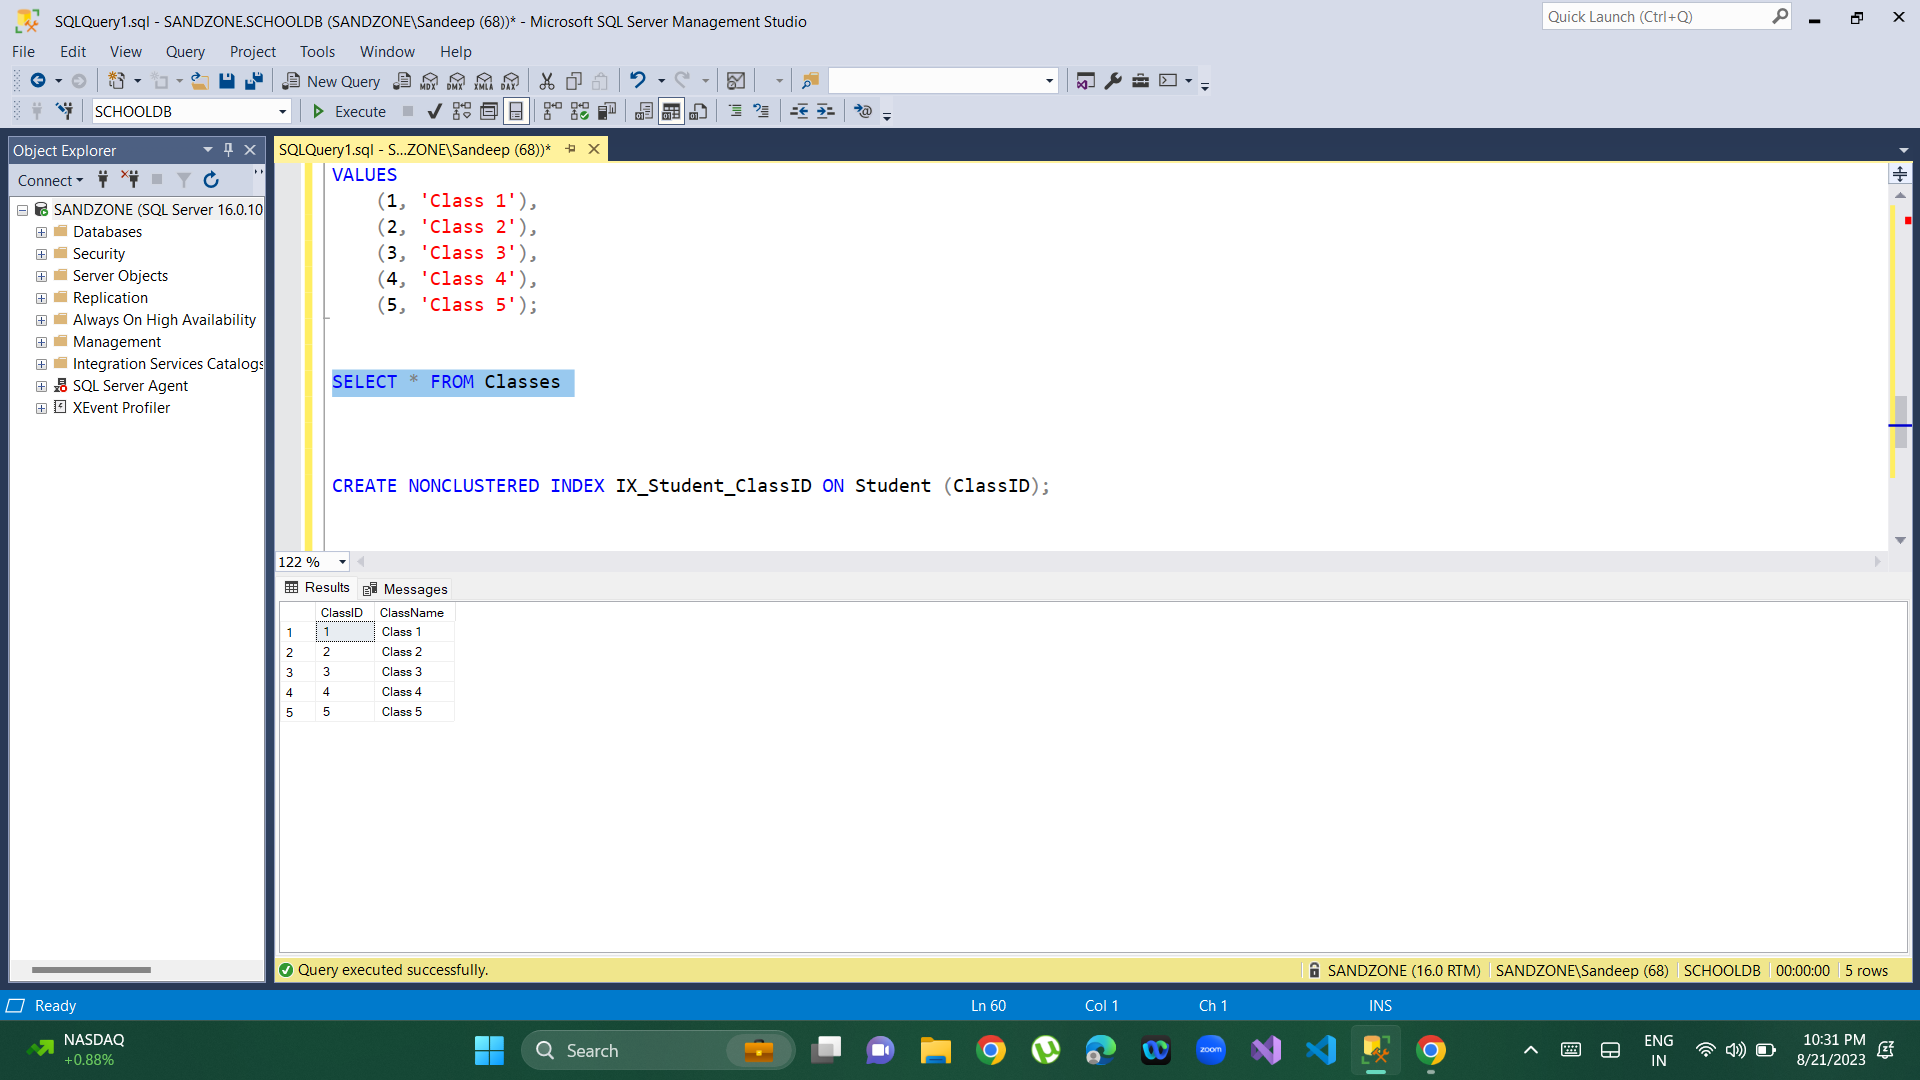 SQLQuery1.sql - SANDZONE.SCHOOLDB (SANDZONE\Sandeep (68))* - Microsoft SQL Server Management Studio
Quick Launch (Ctrl+Q)
File Edit View Query Project Tools Window Help
New Query MDX DMX XMLA DAX
SCHOOLDB Execute
Object Explorer
SQLQuery1.sql - S...ZONE\Sandeep (68))*
Connect
SANDZONE (SQL Server 16.0.10
Databases
Security
Server Objects
Replication
Always On High Availability
Management
Integration Services Catalogs
SQL Server Agent
XEvent Profiler
VALUES
(1, 'Class 1'),
(2, 'Class 2'),
(3, 'Class 3'),
(4, 'Class 4'),
(5, 'Class 5');
SELECT * FROM Classes
CREATE NONCLUSTERED INDEX IX_Student_ClassID ON Student (ClassID);
122 %
Results Messages
ClassID ClassName
1 1 Class 1
2 2 Class 2
3 3 Class 3
4 4 Class 4
5 5 Class 5
Query executed successfully.
SANDZONE (16.0 RTM) SANDZONE\Sandeep (68) SCHOOLDB 00:00:00 5 rows
Ready Ln 60 Col 1 Ch 1 INS
NASDAQ
+0.88%
Search
zoom
ENG
IN
10:31 PM
8/21/2023